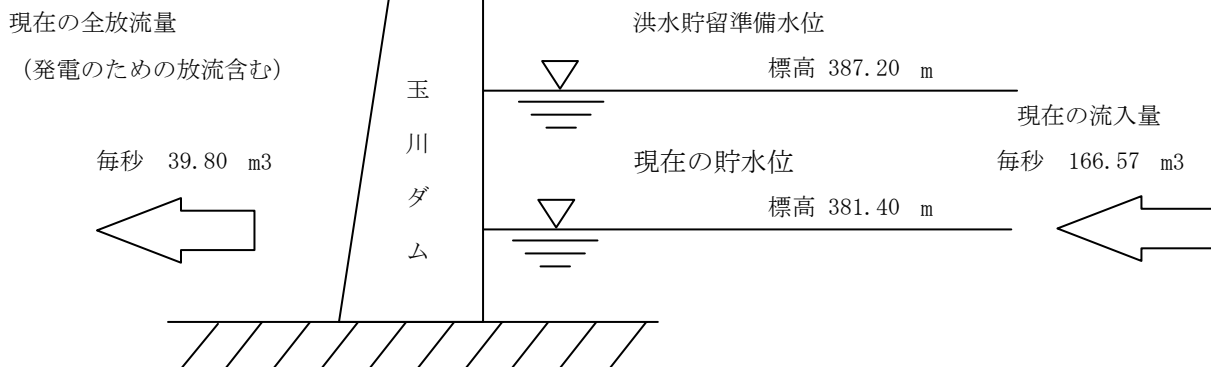 現在の全放流量
（発電のための放流含む）
毎秒 39.80 m3
玉川ダム
洪水貯留準備水位
標高 387.20 m
現在の貯水位
標高 381.40 m
現在の流入量
毎秒 166.57 m3